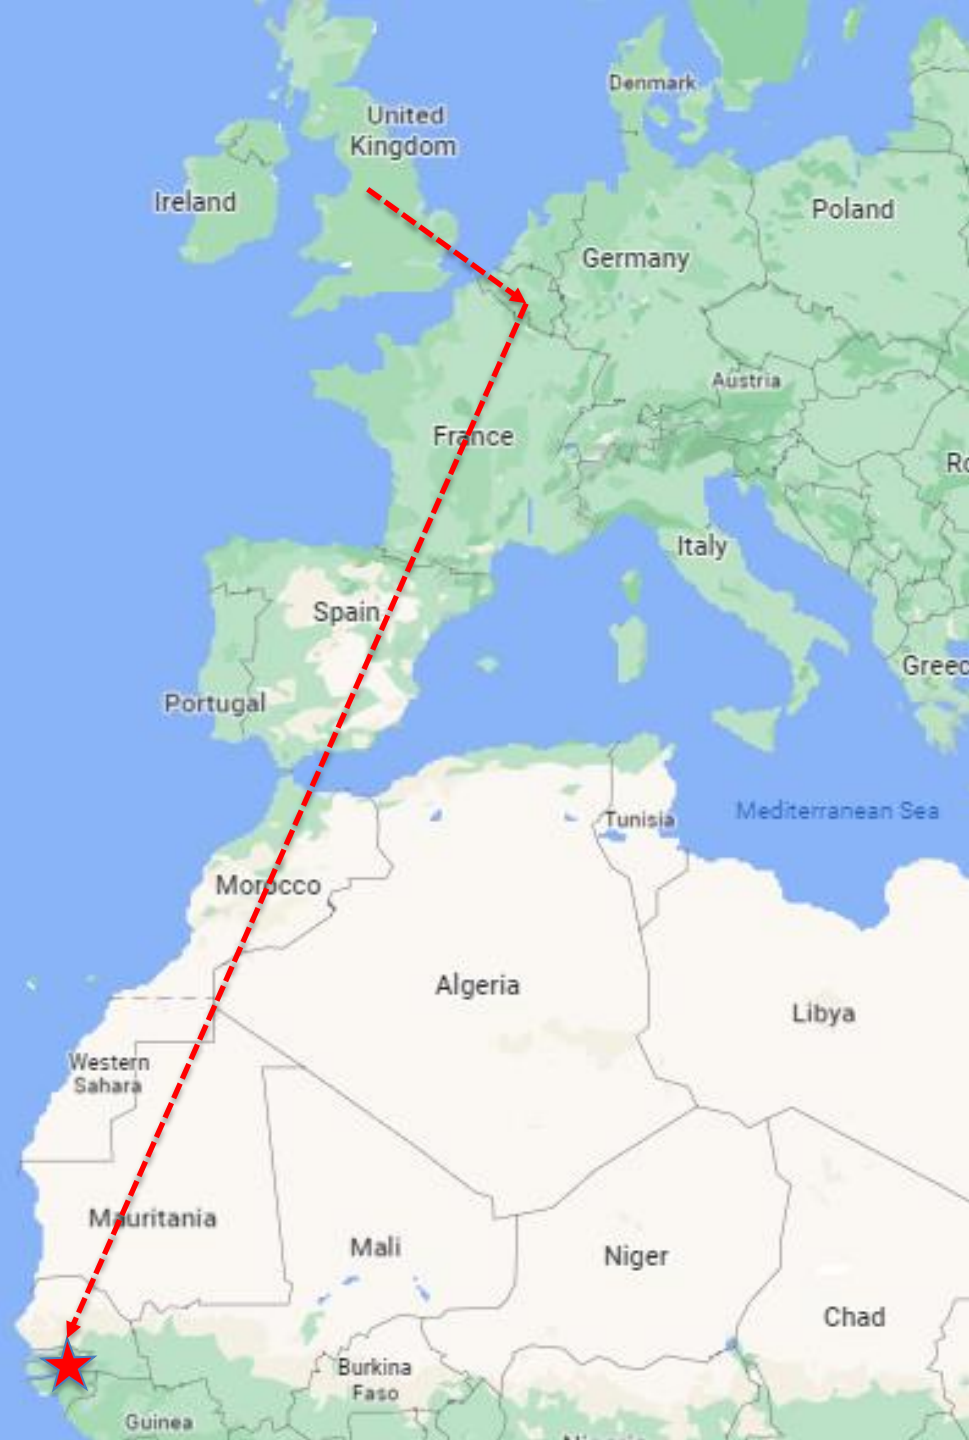 Denmark
United
Kingdom
Ireland
Poland
Germany
Austria
France
Ro
Italy
Spain
Greec
Portugal
Mediterranean Sea
Tunisia
Morocco
Algeria
Libya
Western
Sahara
Mauritania
Mali
Niger
Chad
Burkina
Faso
Guinea